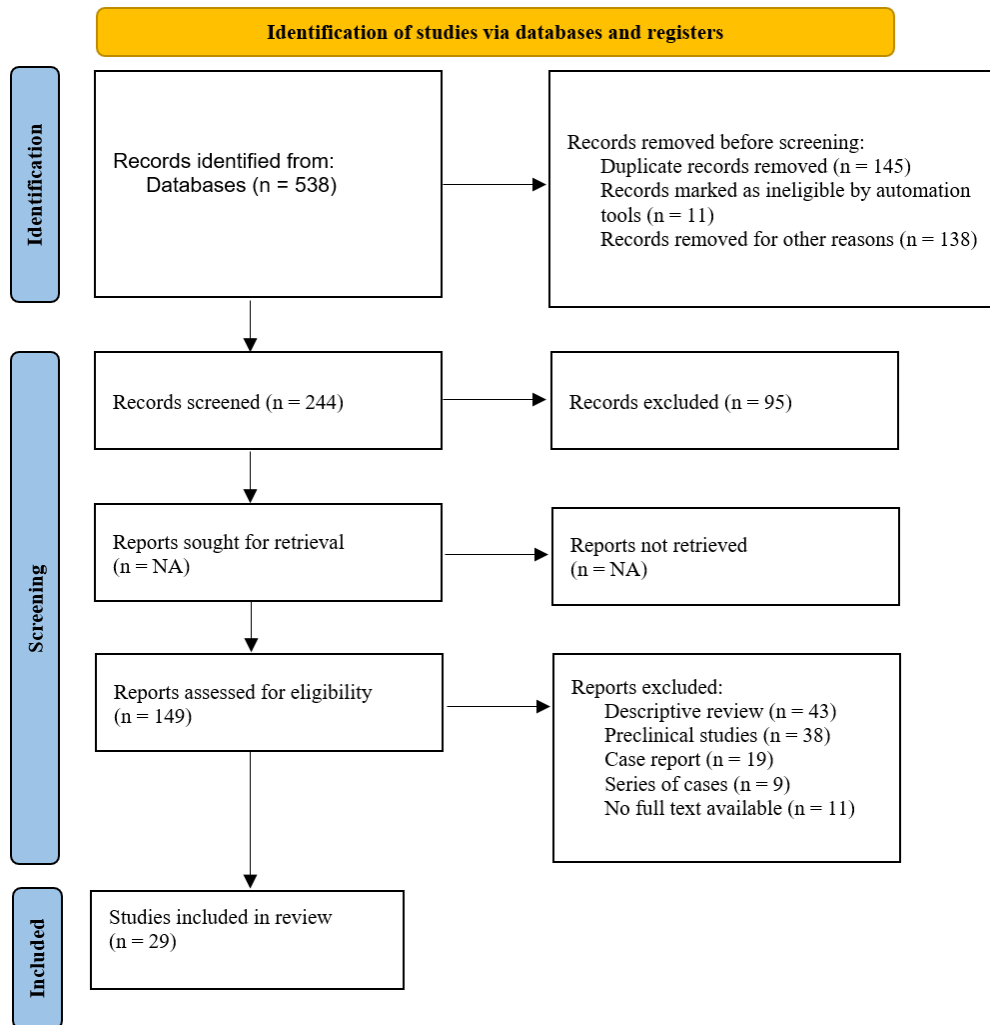 Identification of studies via databases and registers
Identification
Records identified from:
Databases (n = 538)
Records removed before screening:
Duplicate records removed (n = 145)
Records marked as ineligible by automation
tools (n = 11)
Records removed for other reasons (n = 138)
Screening
Records screened (n = 244)
Records excluded (n = 95)
Reports sought for retrieval
(n = NA)
Reports not retrieved
(n = NA)
Reports assessed for eligibility
(n = 149)
Reports excluded:
Descriptive review (n = 43)
Preclinical studies (n = 38)
Case report (n = 19)
Series of cases (n = 9)
No full text available (n = 11)
Included
Studies included in review
(n = 29)